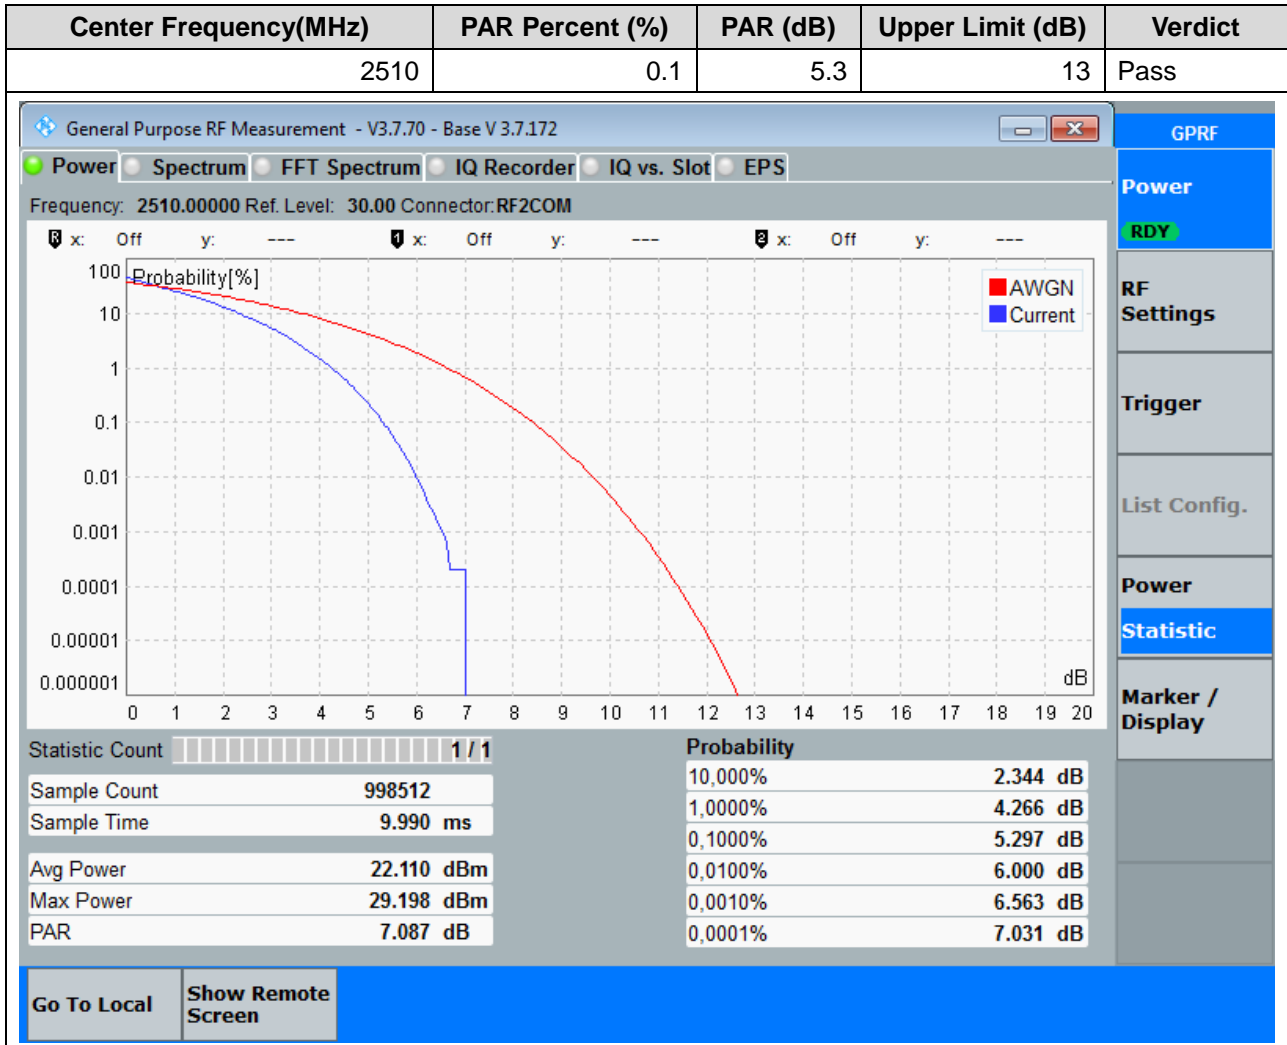 Center Frequency(MHz) PAR Percent (%) PAR (dB) Upper Limit (dB) Verdict
2510 0.1 5.3 13 Pass
General Purpose RF Measurement - V3.7.70 - Base V 3.7.172
GPRF
Power Spectrum FFT Spectrum IQ Recorder IQ vs. Slot EPS
Frequency: 2510.00000 Ref. Level: 30.00 Connector:RF2COM
R x: Off y: --- 1 x: Off y: --- 2 x: Off y: ---
Probability[%]
AWGN
Current
100
10
1
0.1
0.01
0.001
0.0001
0.00001
0.000001
dB
0 1 2 3 4 5 6 7 8 9 10 11 12 13 14 15 16 17 18 19 20
Statistic Count 1 / 1
Sample Count 998512
Sample Time 9.990 ms
Avg Power 22.110 dBm
Max Power 29.198 dBm
PAR 7.087 dB
Probability
10,000% 2.344 dB
1,0000% 4.266 dB
0,1000% 5.297 dB
0,0100% 6.000 dB
0,0010% 6.563 dB
0,0001% 7.031 dB
Power
RDY
RF
Settings
Trigger
List Config.
Power
Statistic
Marker /
Display
Go To Local
Show Remote
Screen